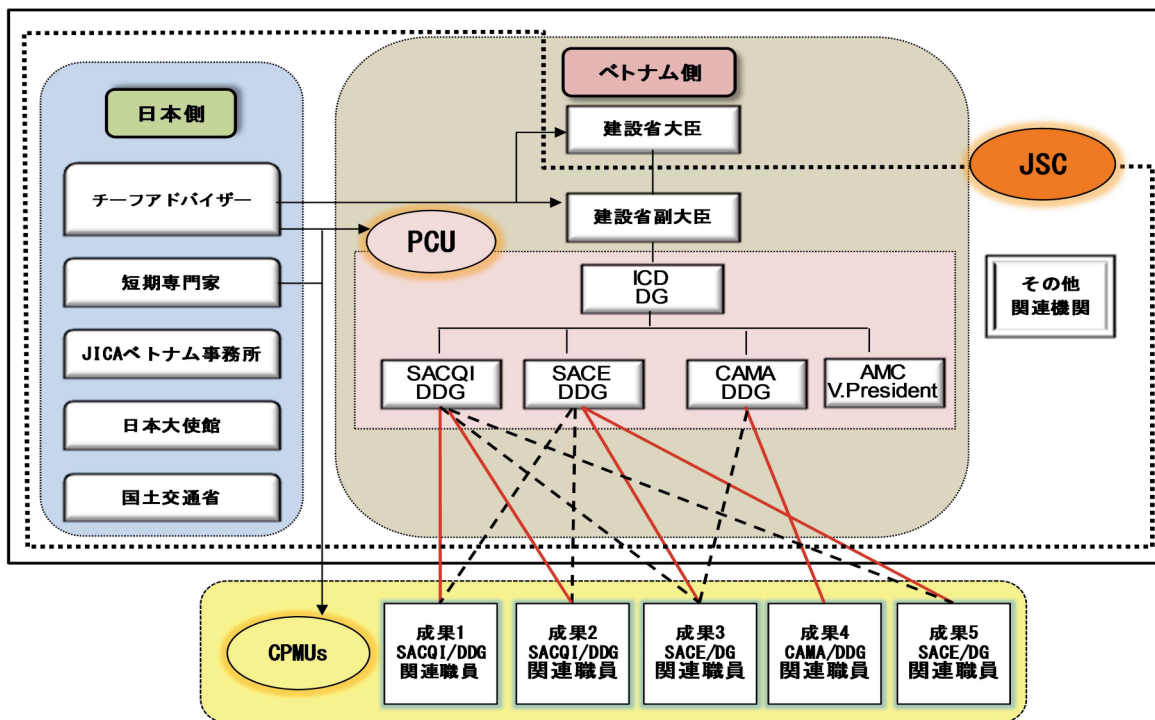 日本側
チーフアドバイザー
短期専門家
JICAベトナム事務所
日本大使館
国土交通省
ベトナム側
建設省大臣
建設省副大臣
PCU
ICD
DG
SACQI
DDG
SACE
DDG
CAMA
DDG
AMC
V.President
JSC
その他
関連機関
CPMUs
成果1
SACQI/DDG
関連職員
成果2
SACQI/DDG
関連職員
成果3
SACE/DG
関連職員
成果4
CAMA/DDG
関連職員
成果5
SACE/DG
関連職員